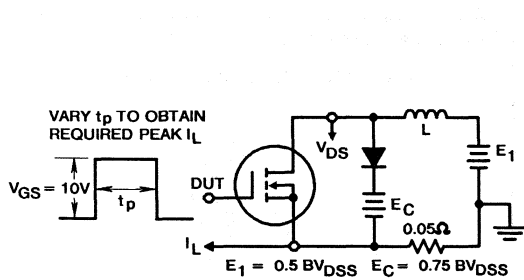 VARY tp TO OBTAIN
REQUIRED PEAK IL
VGS = 10V
tp
DUT
VDS
L
E1
EC
0.05Ω
IL
E1 = 0.5 BVDSS
EC = 0.75 BVDSS